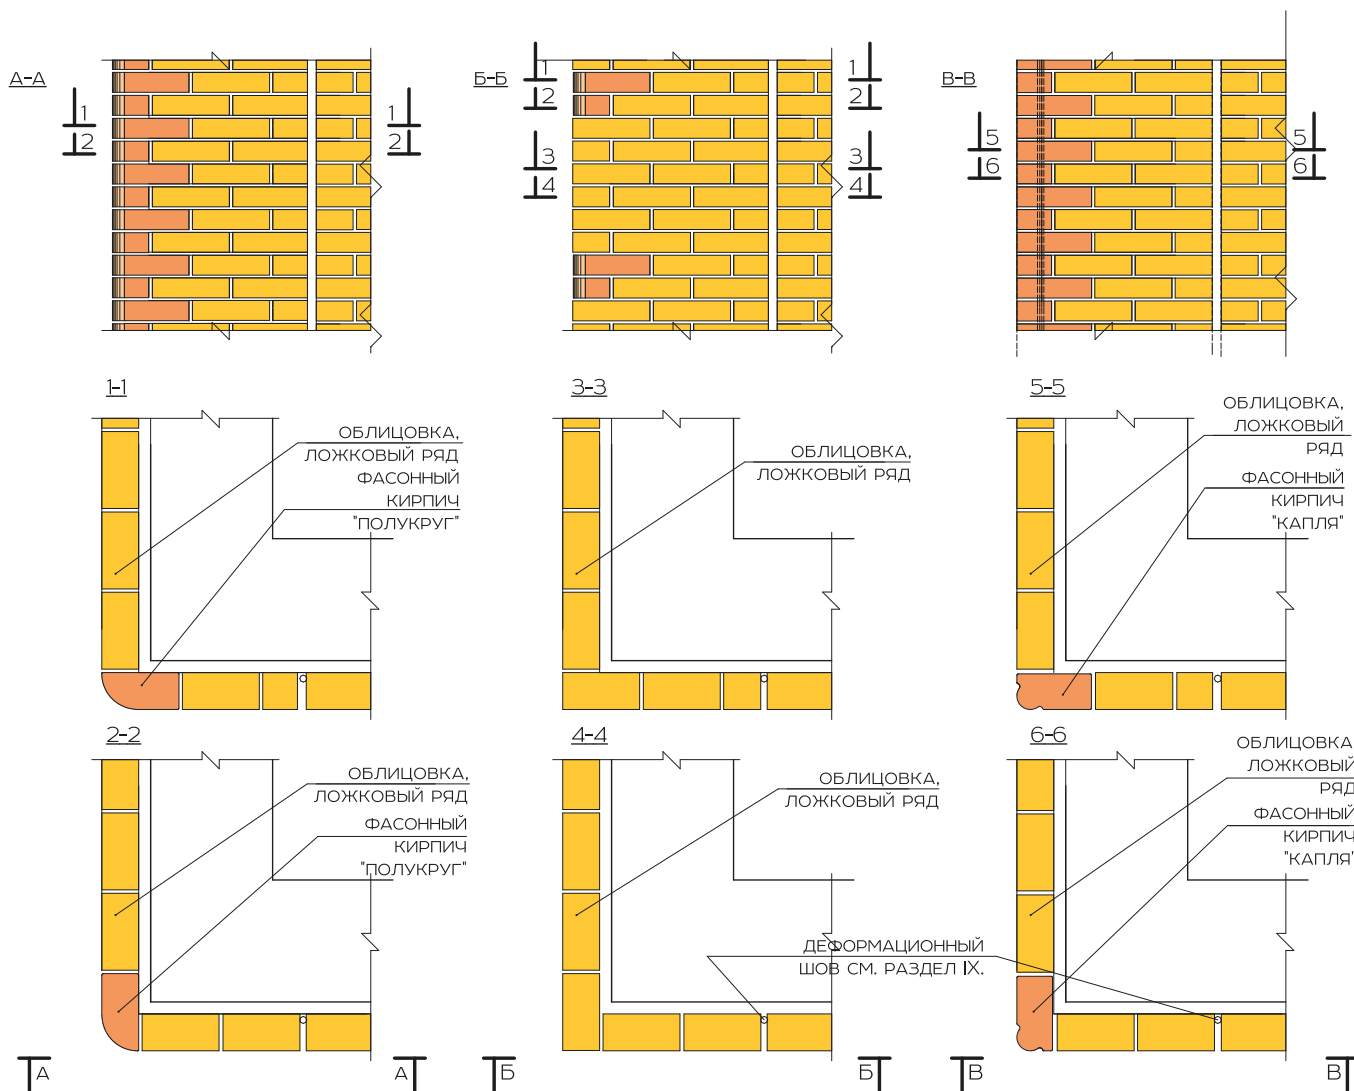 А-А
1
2
1
2
Б-Б
1
2
1
2
3
4
3
4
В-В
5
6
5
6
1-1
ОБЛИЦОВКА,
ЛОЖКОВЫЙ РЯД
ФАСОННЫЙ
КИРПИЧ
"ПОЛУКРУГ"
3-3
ОБЛИЦОВКА,
ЛОЖКОВЫЙ РЯД
5-5
ОБЛИЦОВКА,
ЛОЖКОВЫЙ
РЯД
ФАСОННЫЙ
КИРПИЧ
"КАПЛЯ"
2-2
ОБЛИЦОВКА,
ЛОЖКОВЫЙ РЯД
ФАСОННЫЙ
КИРПИЧ
"ПОЛУКРУГ"
4-4
ОБЛИЦОВКА,
ЛОЖКОВЫЙ РЯД
ДЕФОРМАЦИОННЫЙ
ШОВ СМ. РАЗДЕЛ IX.
6-6
ОБЛИЦОВКА,
ЛОЖКОВЫЙ
РЯД
ФАСОННЫЙ
КИРПИЧ
"КАПЛЯ"
А
А
Б
Б
В
В